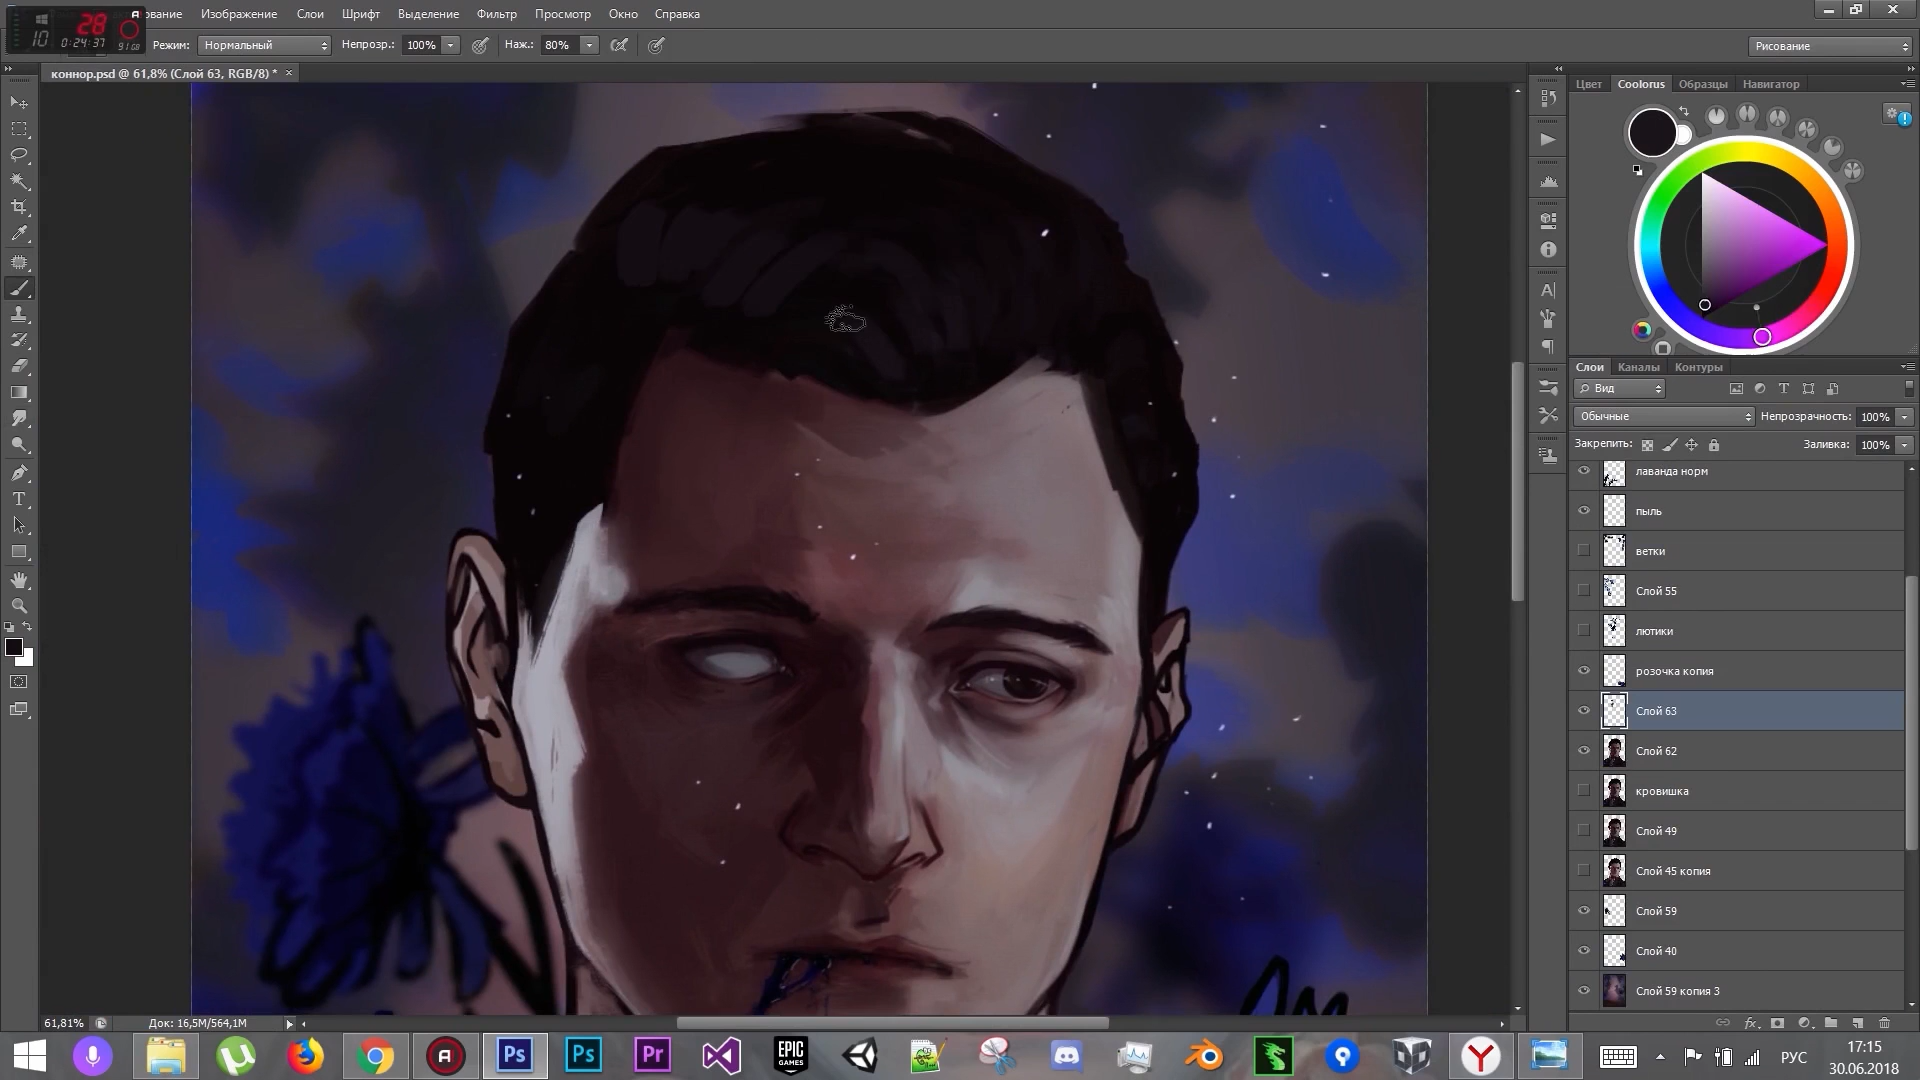 ование Изображение Слои Шрифт Выделение Фильтр Просмотр Окно Справка
28
10 0:24:37 91GB
Режим: Нормальный Непрозр.: 100% Наж.: 80% Рисование
коннор.psd @ 61,8% (Слой 63, RGB/8) * ×
Цвет Coolorus Образцы Навигатор
Слои Каналы Контуры
Вид
Обычные Непрозрачность: 100%
Закрепить: Заливка: 100%
лаванда норм
пыль
ветки
Слой 55
лютики
розочка копия
Слой 63
Слой 62
кровишка
Слой 49
Слой 45 копия
Слой 59
Слой 40
Слой 59 копия 3
61,81% Док: 16,5M/564,1M
Ps Ps Pr EPIC GAMES Y РУС 17:15
30.06.2018